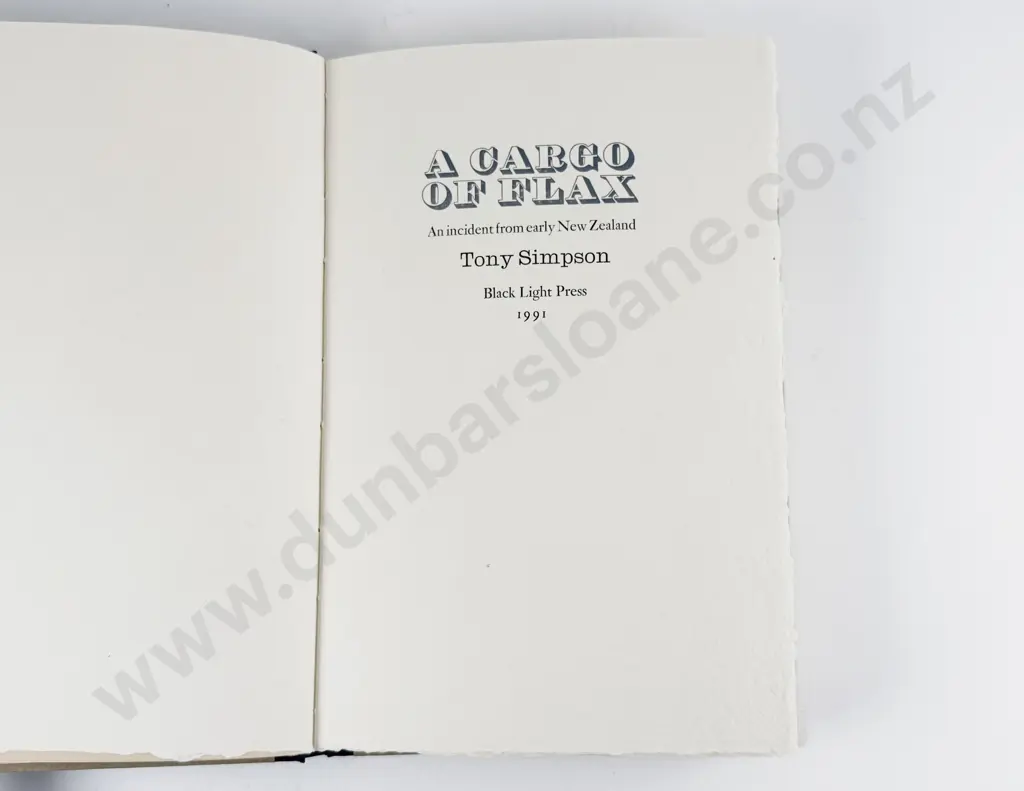 A CARGO
OF FLAX
An incident from early New Zealand
Tony Simpson
Black Light Press
1991
www.dunbarsloane.co.nz